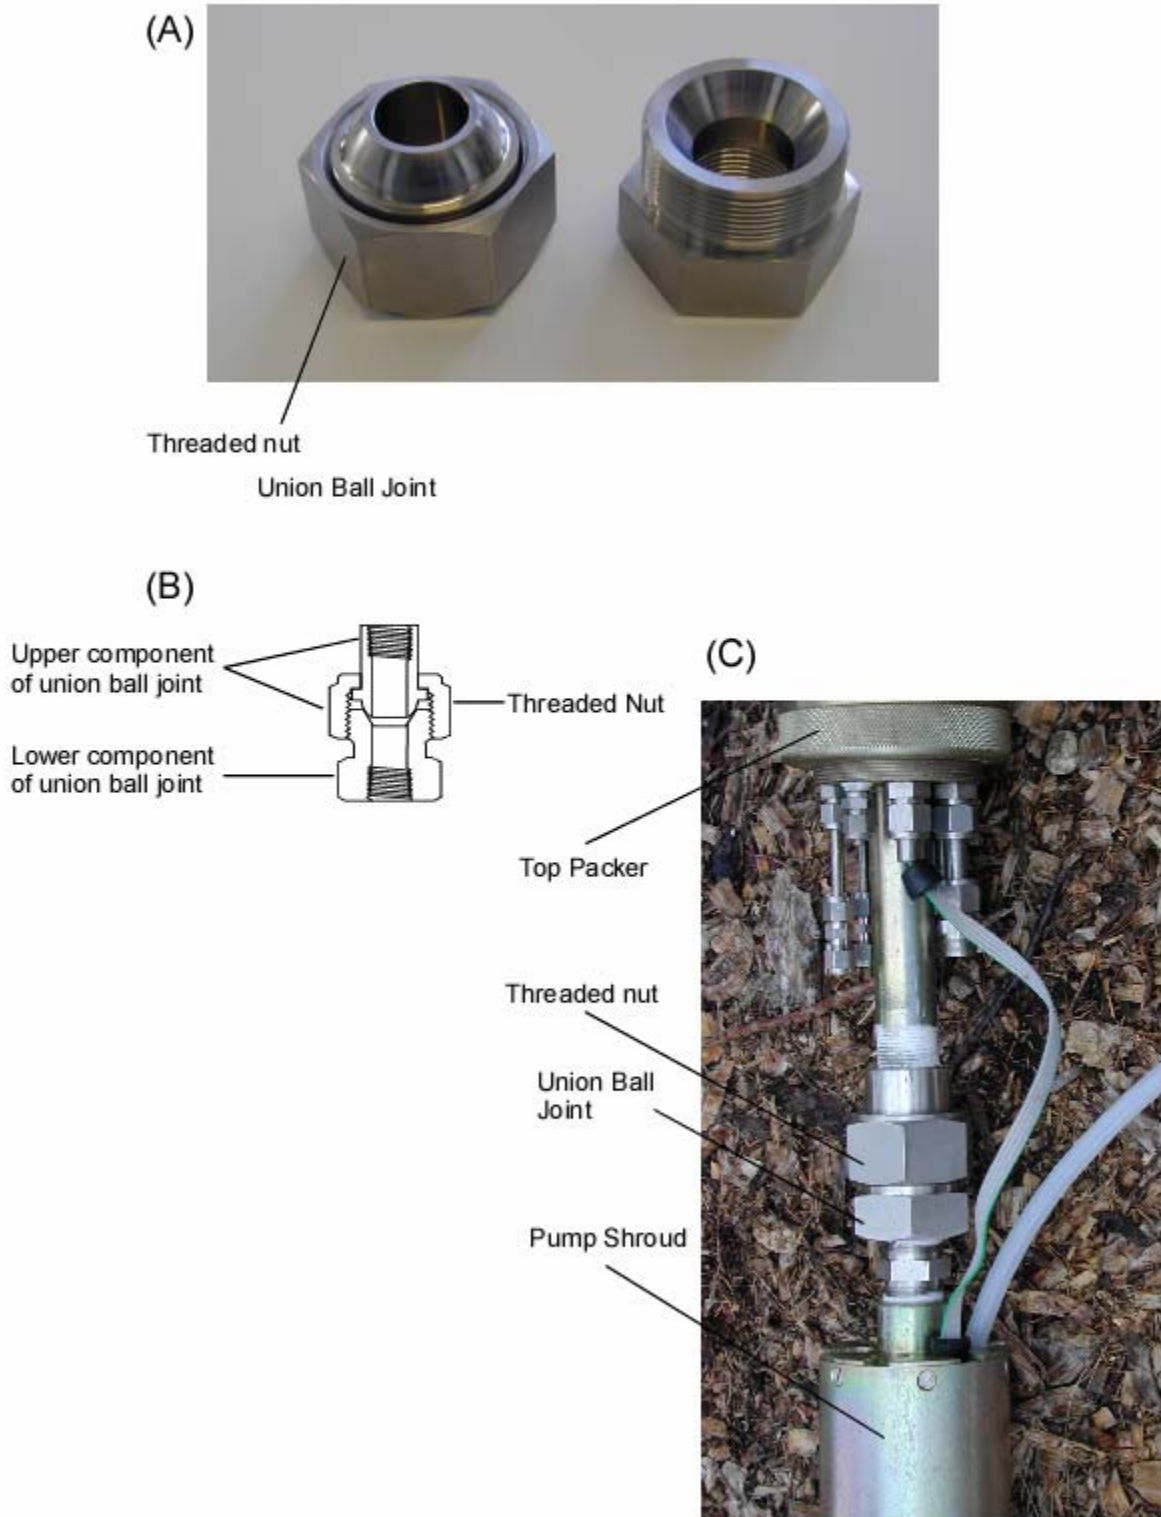 (A)
Threaded nut
Union Ball Joint
(B)
Upper component
of union ball joint
Threaded Nut
Lower component
of union ball joint
(C)
Top Packer
Threaded nut
Union Ball
Joint
Pump Shroud